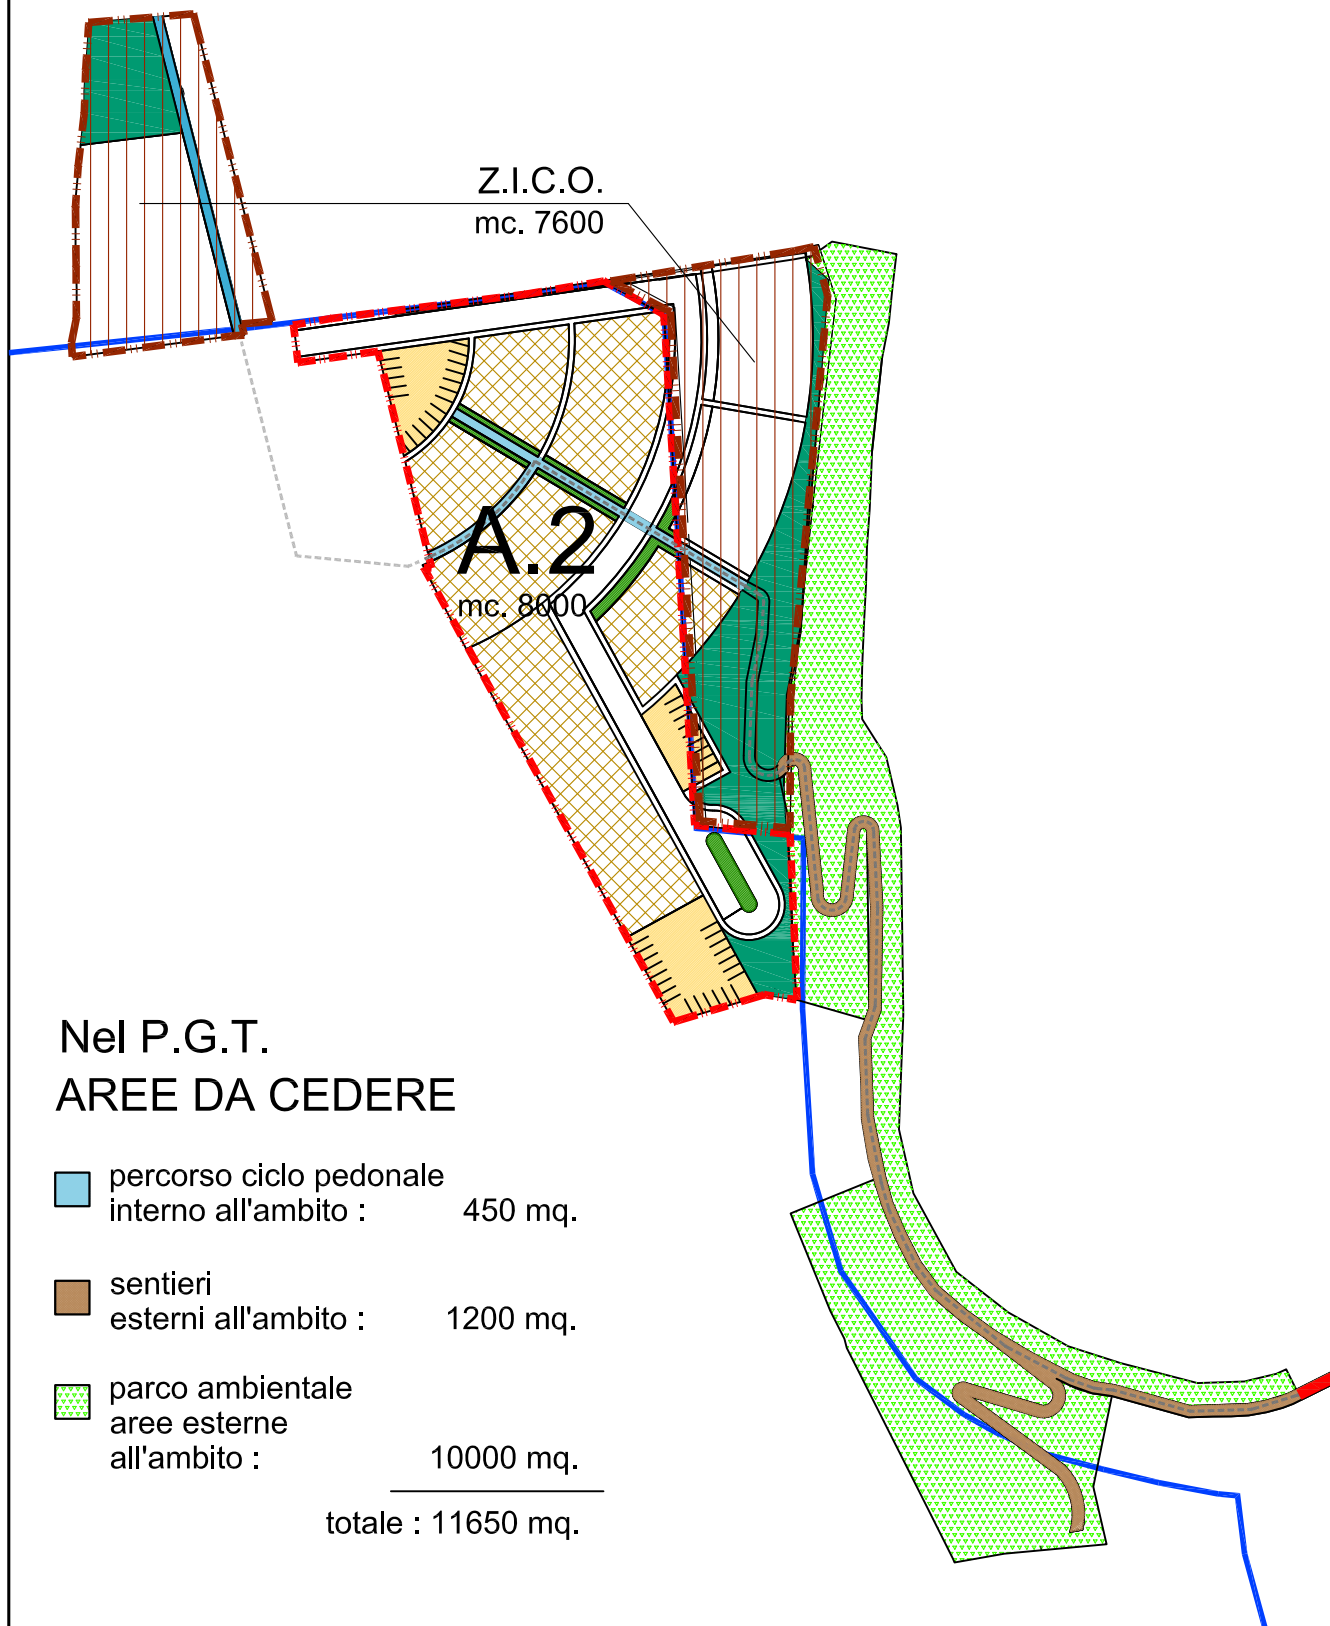 Z.I.C.O.
mc. 7600
A.2
mc. 8000
Nel P.G.T.
AREE DA CEDERE
percorso ciclo pedonale
interno all'ambito : 450 mq.
sentieri
esterni all'ambito : 1200 mq.
parco ambientale
aree esterne
all'ambito : 10000 mq.
totale : 11650 mq.